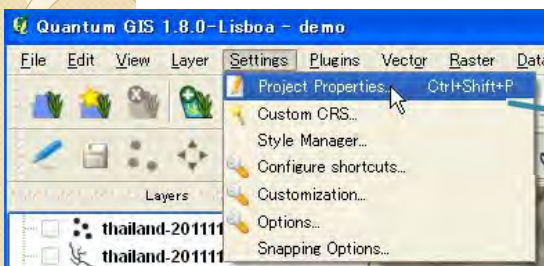 Quantum GIS 1.8.0-Lisboa - demo
File Edit View Layer Settings Plugins Vector Raster Data
Project Properties... Ctrl+Shift+P
Custom CRS...
Style Manager...
Configure shortcuts...
Layers
Customization...
Options...
thailand-201111
Snapping Options...
thailand-201111